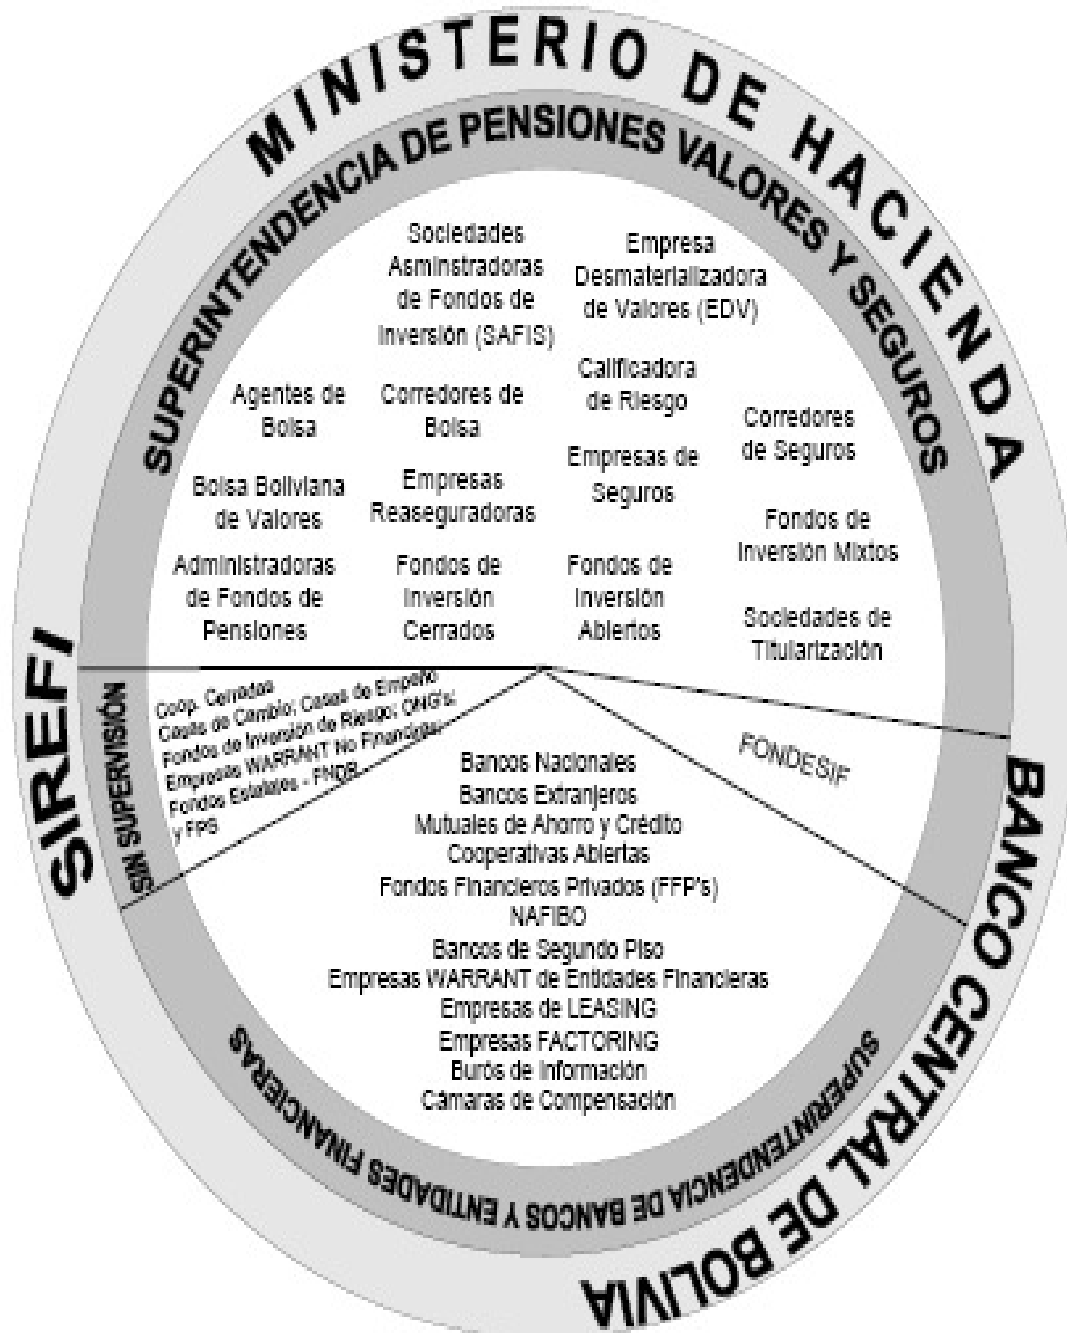 MINISTERIO DE HACIENDA
SUPERINTENDENCIA DE PENSIONES VALORES Y SEGUROS
Sociedades
Asminstradoras
de Fondos de
Inversión (SAFIS)
Empresa
Desmaterializadora
de Valores (EDV)
Calificadora
de Riesgo
Agentes de
Bolsa
Corredores de
Bolsa
Corredores
de Seguros
Empresas de
Seguros
Bolsa Boliviana
de Valores
Empresas
Reaseguradoras
Fondos de
Inversión Mixtos
Administradoras
de Fondos de
Pensiones
Fondos de
Inversión
Cerrados
Fondos de
Inversión
Abiertos
Sociedades de
Titularización
SIREFI
SIN SUPERVISIÓN
Coop. Cerradas
Casas de Cambio; Casas de Empeño
Fondos de Inversión de Riesgo; ONG's;
Empresas WARRANT No Financieras;
Fondos Estatales - FNDR
y FPS
FONDESIF
Bancos Nacionales
Bancos Extranjeros
Mutuales de Ahorro y Crédito
Cooperativas Abiertas
Fondos Financieros Privados (FFP's)
NAFIBO
Bancos de Segundo Piso
Empresas WARRANT de Entidades Financieras
Empresas de LEASING
Empresas FACTORING
Burós de Información
Cámaras de Compensación
SUPERINTENDENCIA DE BANCOS Y ENTIDADES FINANCIERAS
BANCO CENTRAL DE BOLIVIA